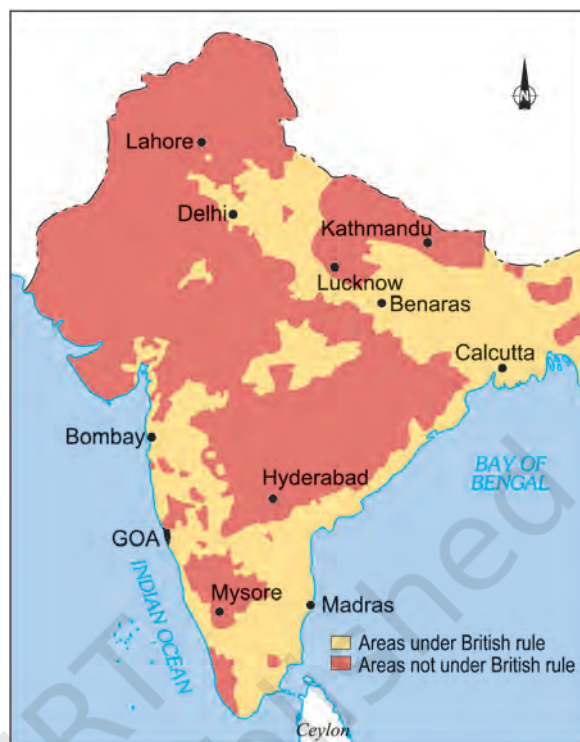 N
Lahore
Delhi
Kathmandu
Lucknow
Benaras
Calcutta
Bombay
BAY OF
BENGAL
Hyderabad
GOA
INDIAN OCEAN
Mysore
Madras
Areas under British rule
Areas not under British rule
Ceylon